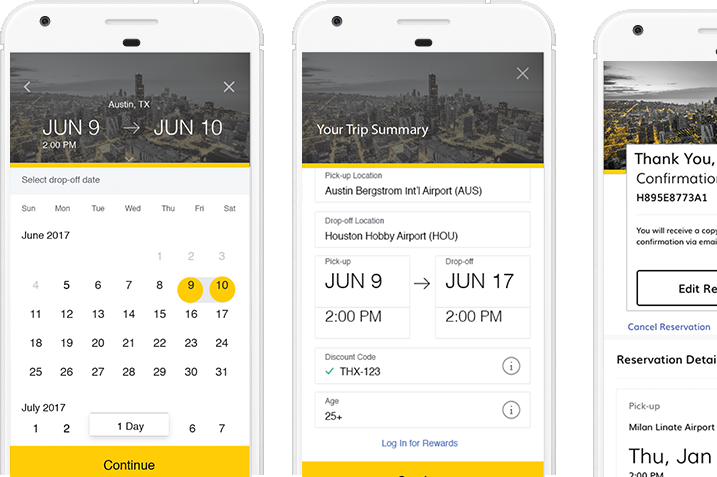 Austin, TX
JUN 9 → JUN 10
2:00 PM
Select drop-off date
Sun Mon Tue Wed Thu Fri Sat
June 2017
1 2 3
4 5 6 7 8 9 10
11 12 13 14 15 16 17
18 19 20 21 22 23 24
25 26 27 28 29 30 31
July 2017
1 2 1 Day 6 7
Continue
Your Trip Summary
Pick-up Location
Austin Bergstrom Int'l Airport (AUS)
Drop-off Location
Houston Hobby Airport (HOU)
Pick-up Drop-off
JUN 9 → JUN 17
2:00 PM 2:00 PM
Discount Code
THX-123
Age
25+
Log In for Rewards
Thank You,
Confirmation
H895E8773A1
You will receive a copy
confirmation via emai
Edit Re
Cancel Reservation
Reservation Detai
Pick-up
Milan Linate Airport
Thu, Jan
2:00 PM